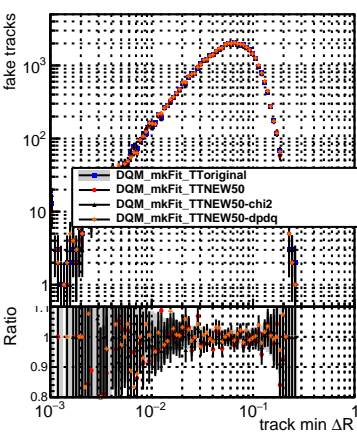 fake tracks
10³
10²
10
1
DQM_mkFit_TToriginal
DQM_mkFit_TTNEW50
DQM_mkFit_TTNEW50-chi2
DQM_mkFit_TTNEW50-dpdq
Ratio
1.1
1
0.9
0.8
10⁻³ 10⁻² 10⁻¹ 1
track min ΔR